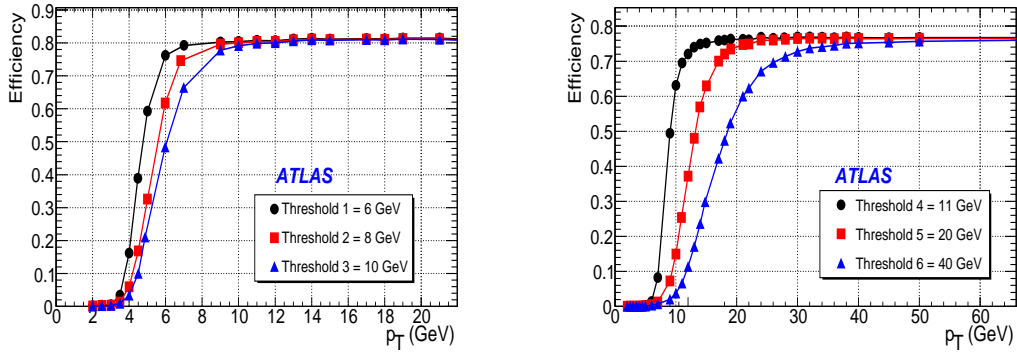 Efficiency
0.9
0.8
0.7
0.6
0.5
0.4
0.3
0.2
0.1
0
ATLAS
Threshold 1 = 6 GeV
Threshold 2 = 8 GeV
Threshold 3 = 10 GeV
0 2 4 6 8 10 12 14 16 18 20
pT (GeV)
Efficiency
0.8
0.7
0.6
0.5
0.4
0.3
0.2
0.1
0
ATLAS
Threshold 4 = 11 GeV
Threshold 5 = 20 GeV
Threshold 6 = 40 GeV
0 10 20 30 40 50 60
pT (GeV)